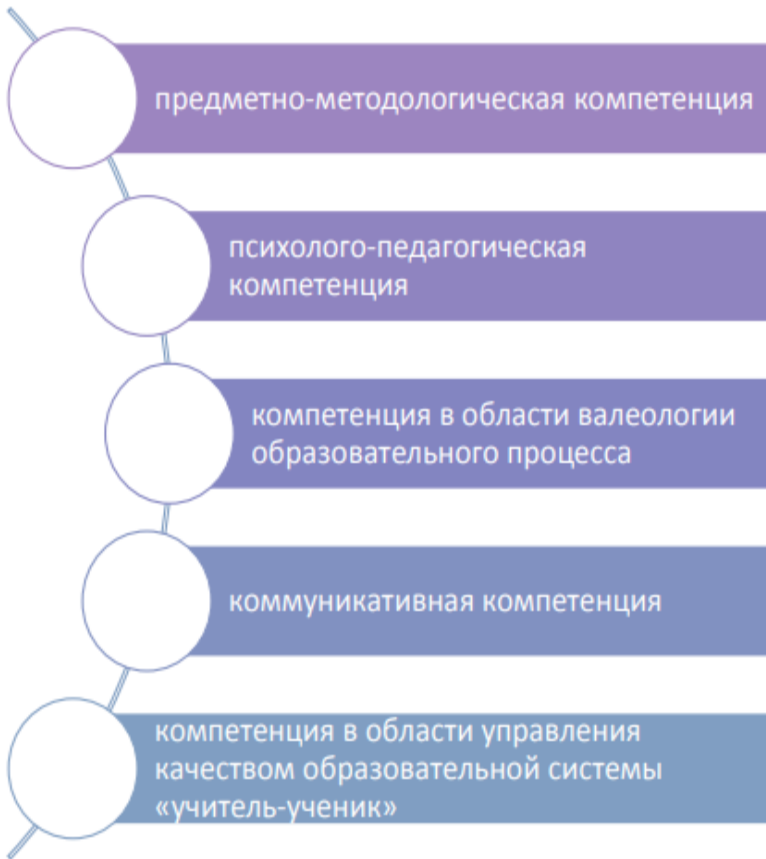 предметно-методологическая компетенция
психолого-педагогическая
компетенция
компетенция в области валеологии
образовательного процесса
коммуникативная компетенция
компетенция в области управления
качеством образовательной системы
«учитель-ученик»